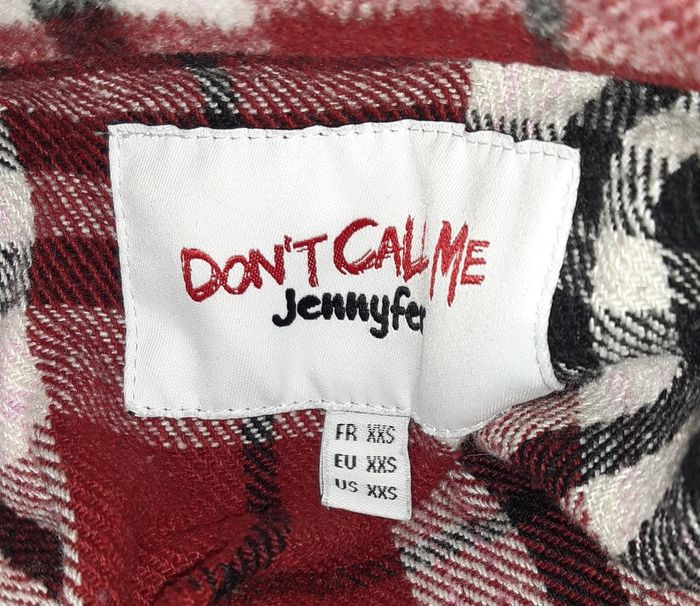 DON'T CALL ME
Jennyfer
FR XXS
EU XXS
US XXS